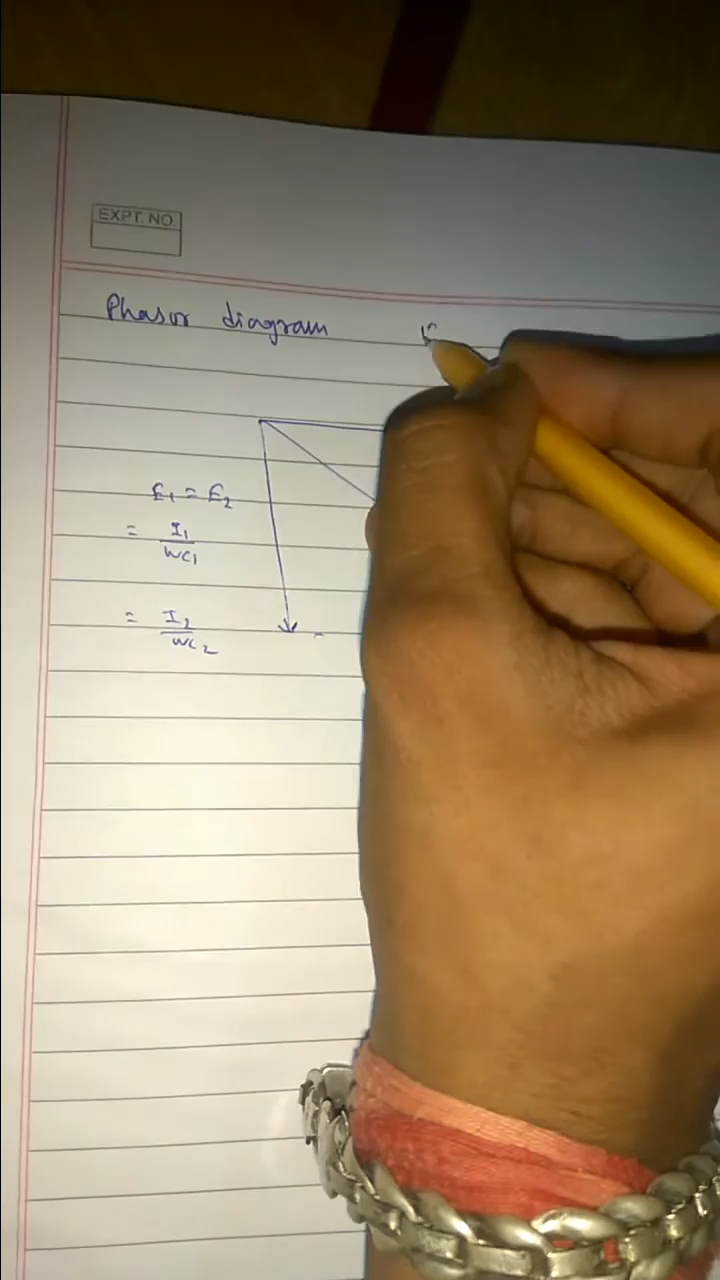 EXPT. NO.
Phasor diagram
E₁ = E₂
= I₁/wc₁
= I₂/wc₂